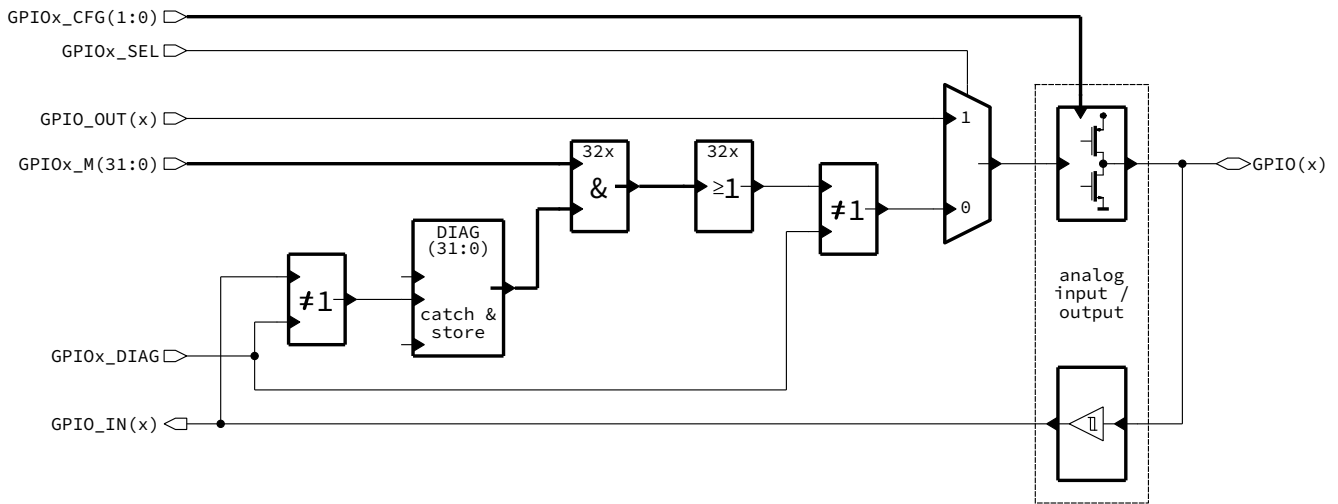 GPIOx_CFG(1:0)
GPIOx_SEL
GPIO_OUT(x)
1
GPIOx_M(31:0)
32x
&
32x
≥1
≠1
0
GPIO(x)
DIAG
(31:0)
catch &
store
≠1
analog
input /
output
GPIOx_DIAG
GPIO_IN(x)